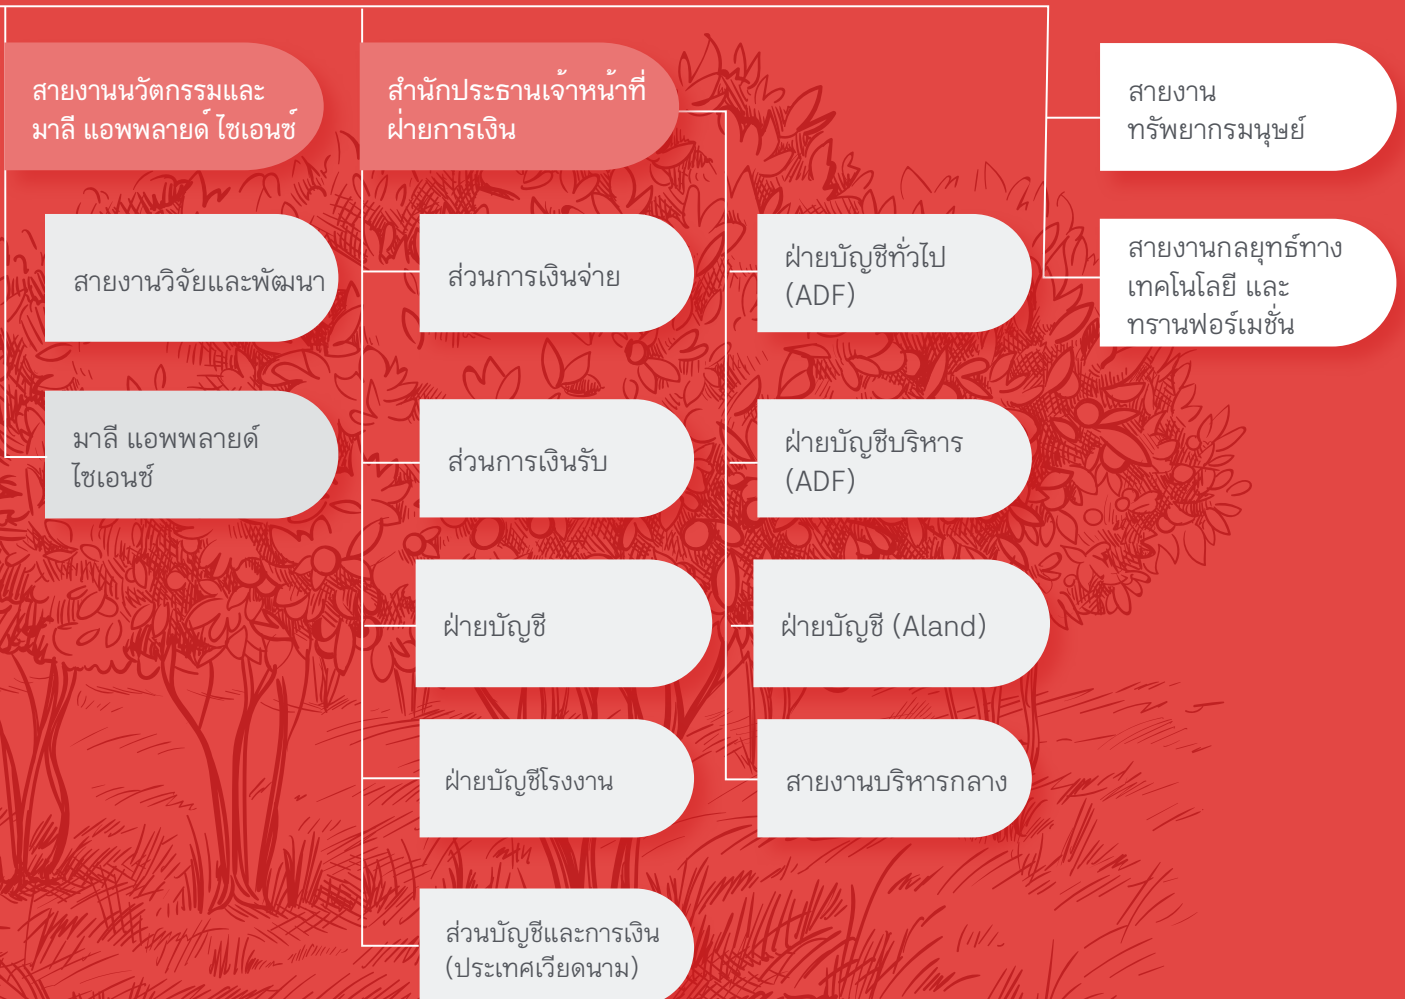 สายงานนวัตกรรมและ
มาลี แอพพลายด์ ไซเอนซ์
สายงานวิจัยและพัฒนา
มาลี แอพพลายด์
ไซเอนซ์
สำนักประธานเจ้าหน้าที่
ฝ่ายการเงิน
ส่วนการเงินจ่าย
ส่วนการเงินรับ
ฝ่ายบัญชี
ฝ่ายบัญชีโรงงาน
ส่วนบัญชีและการเงิน
(ประเทศเวียดนาม)
ฝ่ายบัญชีทั่วไป
(ADF)
ฝ่ายบัญชีบริหาร
(ADF)
ฝ่ายบัญชี (Aland)
สายงานบริหารกลาง
สายงาน
ทรัพยากรมนุษย์
สายงานกลยุทธ์ทาง
เทคโนโลยี และ
ทรานฟอร์เมชั่น